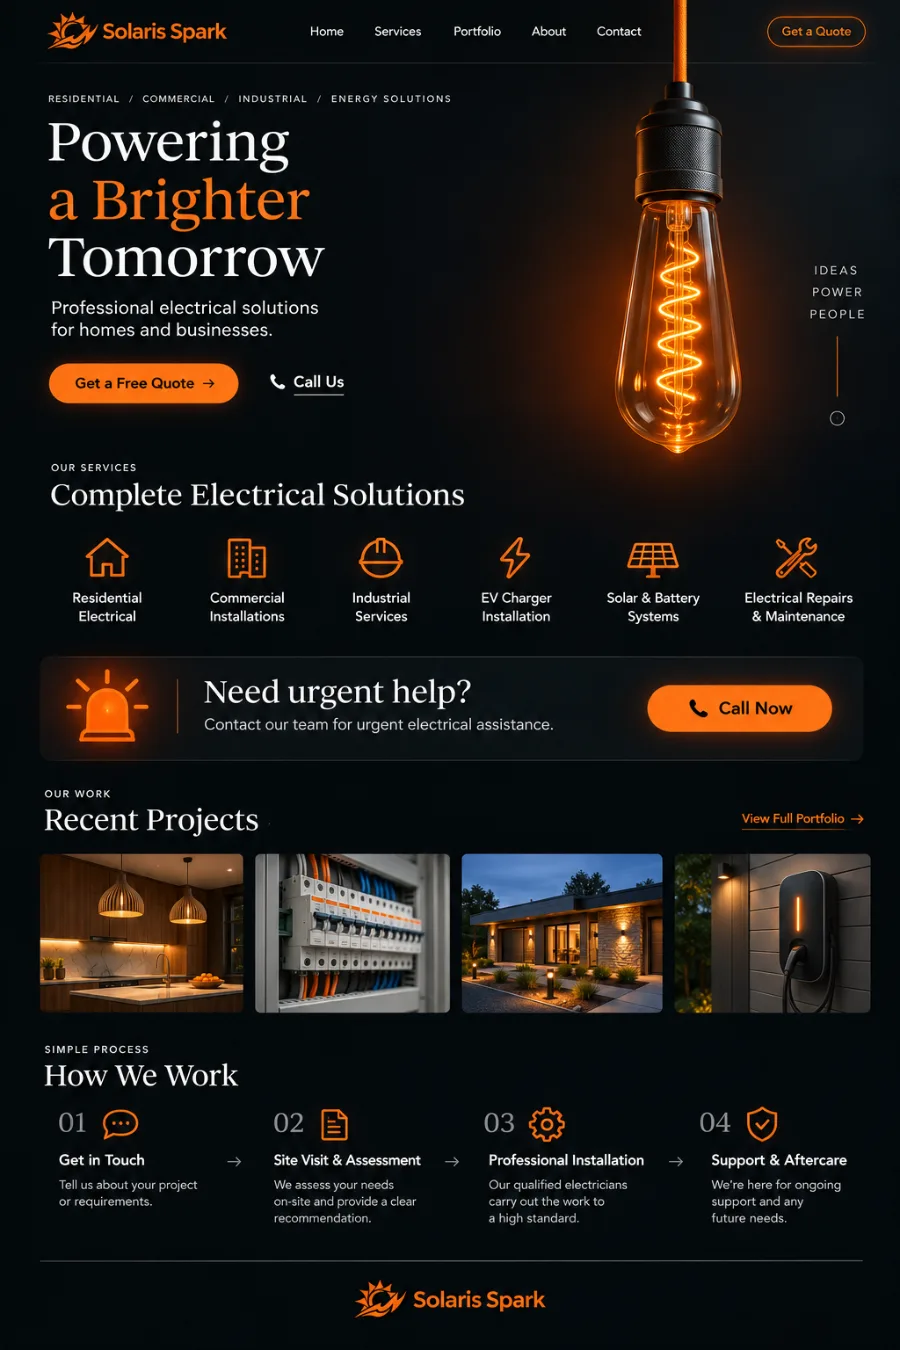 Solaris Spark
Home Services Portfolio About Contact
Get a Quote
RESIDENTIAL / COMMERCIAL / INDUSTRIAL / ENERGY SOLUTIONS
Powering
a Brighter
Tomorrow
Professional electrical solutions
for homes and businesses.
Get a Free Quote →
Call Us
IDEAS
POWER
PEOPLE
OUR SERVICES
Complete Electrical Solutions
Residential
Electrical
Commercial
Installations
Industrial
Services
EV Charger
Installation
Solar & Battery
Systems
Electrical Repairs
& Maintenance
Need urgent help?
Contact our team for urgent electrical assistance.
Call Now
OUR WORK
Recent Projects
View Full Portfolio →
SIMPLE PROCESS
How We Work
01
Get in Touch
Tell us about your project
or requirements.
→
02
Site Visit & Assessment
We assess your needs
on-site and provide a clear
recommendation.
→
03
Professional Installation
Our qualified electricians
carry out the work to
a high standard.
→
04
Support & Aftercare
We're here for ongoing
support and any
future needs.
Solaris Spark